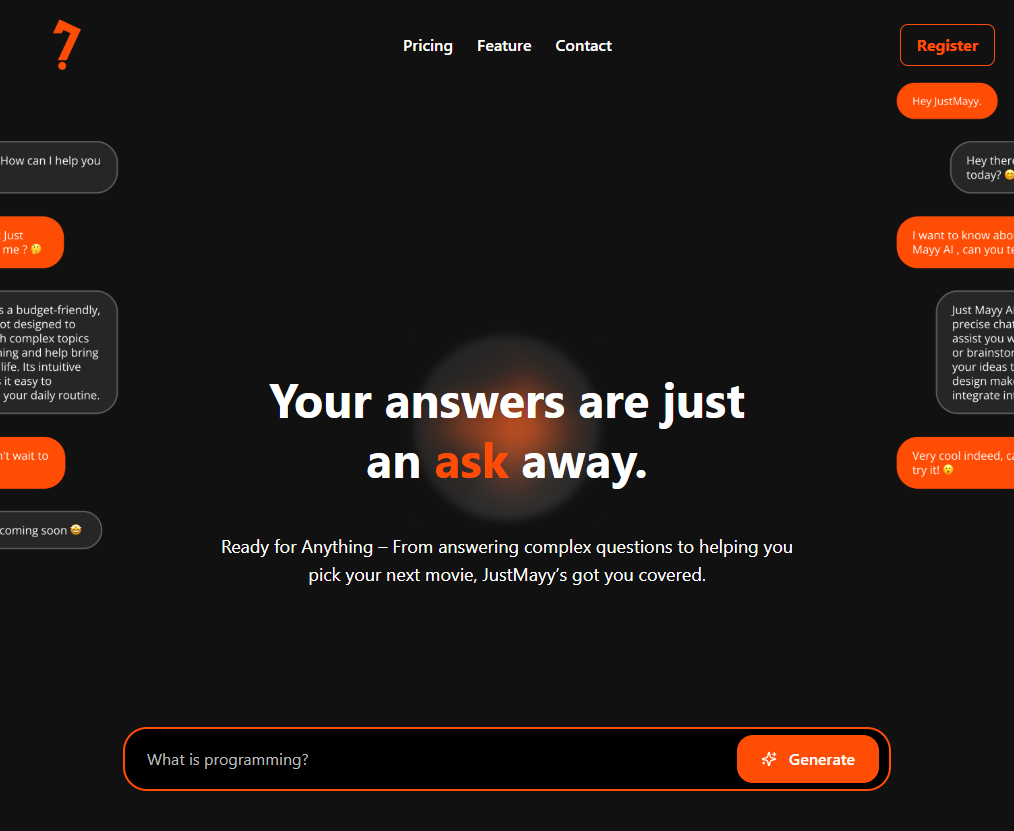 Pricing Feature Contact
Register
How can I help you
Just
me ? 🤔
s a budget-friendly,
ot designed to
h complex topics
ning and help bring
life. Its intuitive
s it easy to
your daily routine.
n't wait to
coming soon 🤩
Your answers are just
an ask away.
Ready for Anything – From answering complex questions to helping you
pick your next movie, JustMayy’s got you covered.
Hey JustMayy.
Hey there
today? 😊
I want to know abo
Mayy AI , can you te
Just Mayy AI
precise chat
assist you w
or brainstor
your ideas t
design make
integrate int
Very cool indeed, ca
try it! 😮
What is programming?
Generate